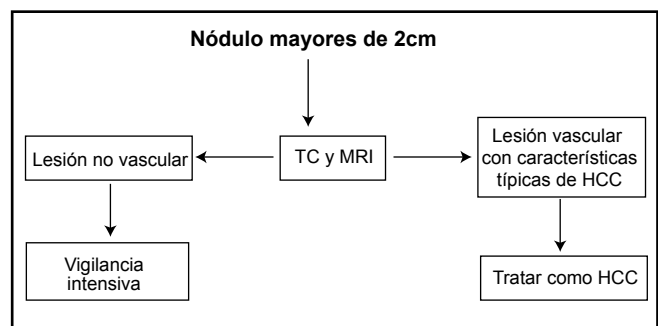 Nódulo mayores de 2cm
Lesión no vascular
TC y MRI
Lesión vascular
con características
típicas de HCC
Vigilancia
intensiva
Tratar como HCC